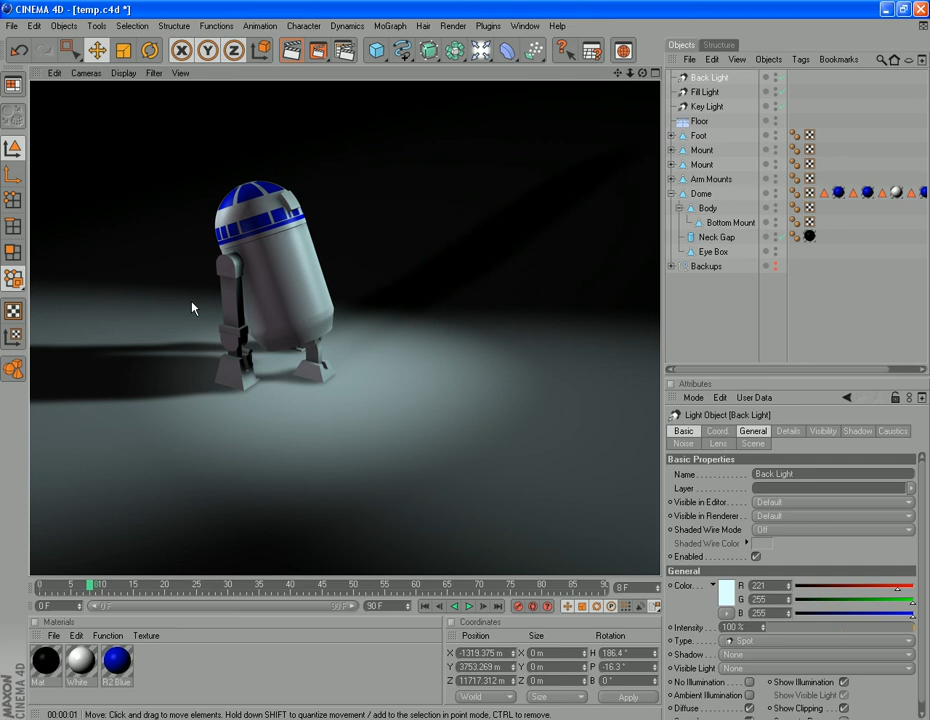 CINEMA 4D - [temp.c4d *]
File Edit Objects Tools Selection Structure Functions Animation Character Dynamics MoGraph Hair Render Plugins Window Help
X Y Z
Edit Cameras Display Filter View
Objects Structure
File Edit View Objects Tags Bookmarks
Back Light
Fill Light
Key Light
Floor
Foot
Mount
Mount
Arm Mounts
Dome
Body
Bottom Mount
Neck Gap
Eye Box
Backups
Attributes
Mode Edit User Data
Light Object [Back Light]
Basic Coord. General Details Visibility Shadow Caustics
Noise Lens Scene
Basic Properties
Name Back Light
Layer
Visible in Editor Default
Visible in Renderer Default
Shaded Wire Mode Off
Shaded Wire Color
Enabled
General
Color R 221
G 255
B 255
Intensity 100 %
Type Spot
Shadow None
Visible Light None
No Illumination Show Illumination
Ambient Illumination Show Visible Light
Diffuse Show Clipping
0 5 10 15 20 25 30 35 40 45 50 55 60 65 70 75 80 85 90 8 F
0 F 0 F 90 F 90 F
Materials
File Edit Function Texture
Mat White R2 Blue
Coordinates
Position Size Rotation
X -1319.375 m X 0 m H 186.4 °
Y 3753.269 m Y 0 m P -16.3 °
Z 11717.312 m Z 0 m B 0 °
World Size Apply
MAXON CINEMA 4D
00:00:01 Move: Click and drag to move elements. Hold down SHIFT to quantize movement / add to the selection in point mode, CTRL to remove.